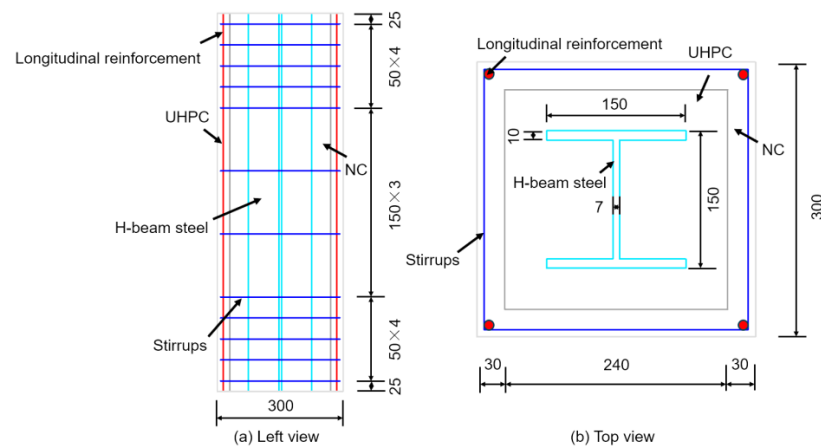 Longitudinal reinforcement
UHPC
H-beam steel
Stirrups
NC
25
50×4
150×3
50×4
25
300
(a) Left view
Longitudinal reinforcement
UHPC
150
10
NC
H-beam steel
7
150
300
Stirrups
30
240
30
(b) Top view